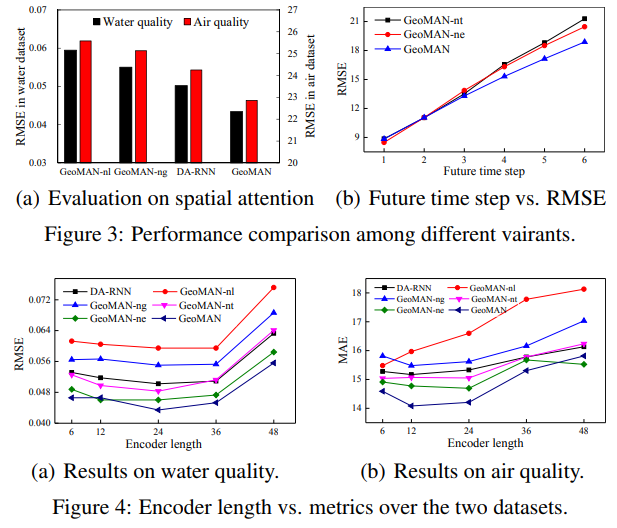 Water quality
Air quality
RMSE in water dataset
0.07
0.06
0.05
0.04
0.03
27
26
25
24
23
22
21
20
RMSE in air dataset
GeoMAN-nl
GeoMAN-ng
DA-RNN
GeoMAN
(a) Evaluation on spatial attention
GeoMAN-nt
GeoMAN-ne
GeoMAN
RMSE
21
18
15
12
9
1
2
3
4
5
6
Future time step
(b) Future time step vs. RMSE
Figure 3: Performance comparison among different vairants.
DA-RNN
GeoMAN-nl
GeoMAN-ng
GeoMAN-nt
GeoMAN-ne
GeoMAN
RMSE
0.072
0.064
0.056
0.048
0.040
6
12
24
36
48
Encoder length
(a) Results on water quality.
DA-RNN
GeoMAN-nl
GeoMAN-ng
GeoMAN-nt
GeoMAN-ne
GeoMAN
MAE
18
17
16
15
14
6
12
24
36
48
Encoder length
(b) Results on air quality.
Figure 4: Encoder length vs. metrics over the two datasets.